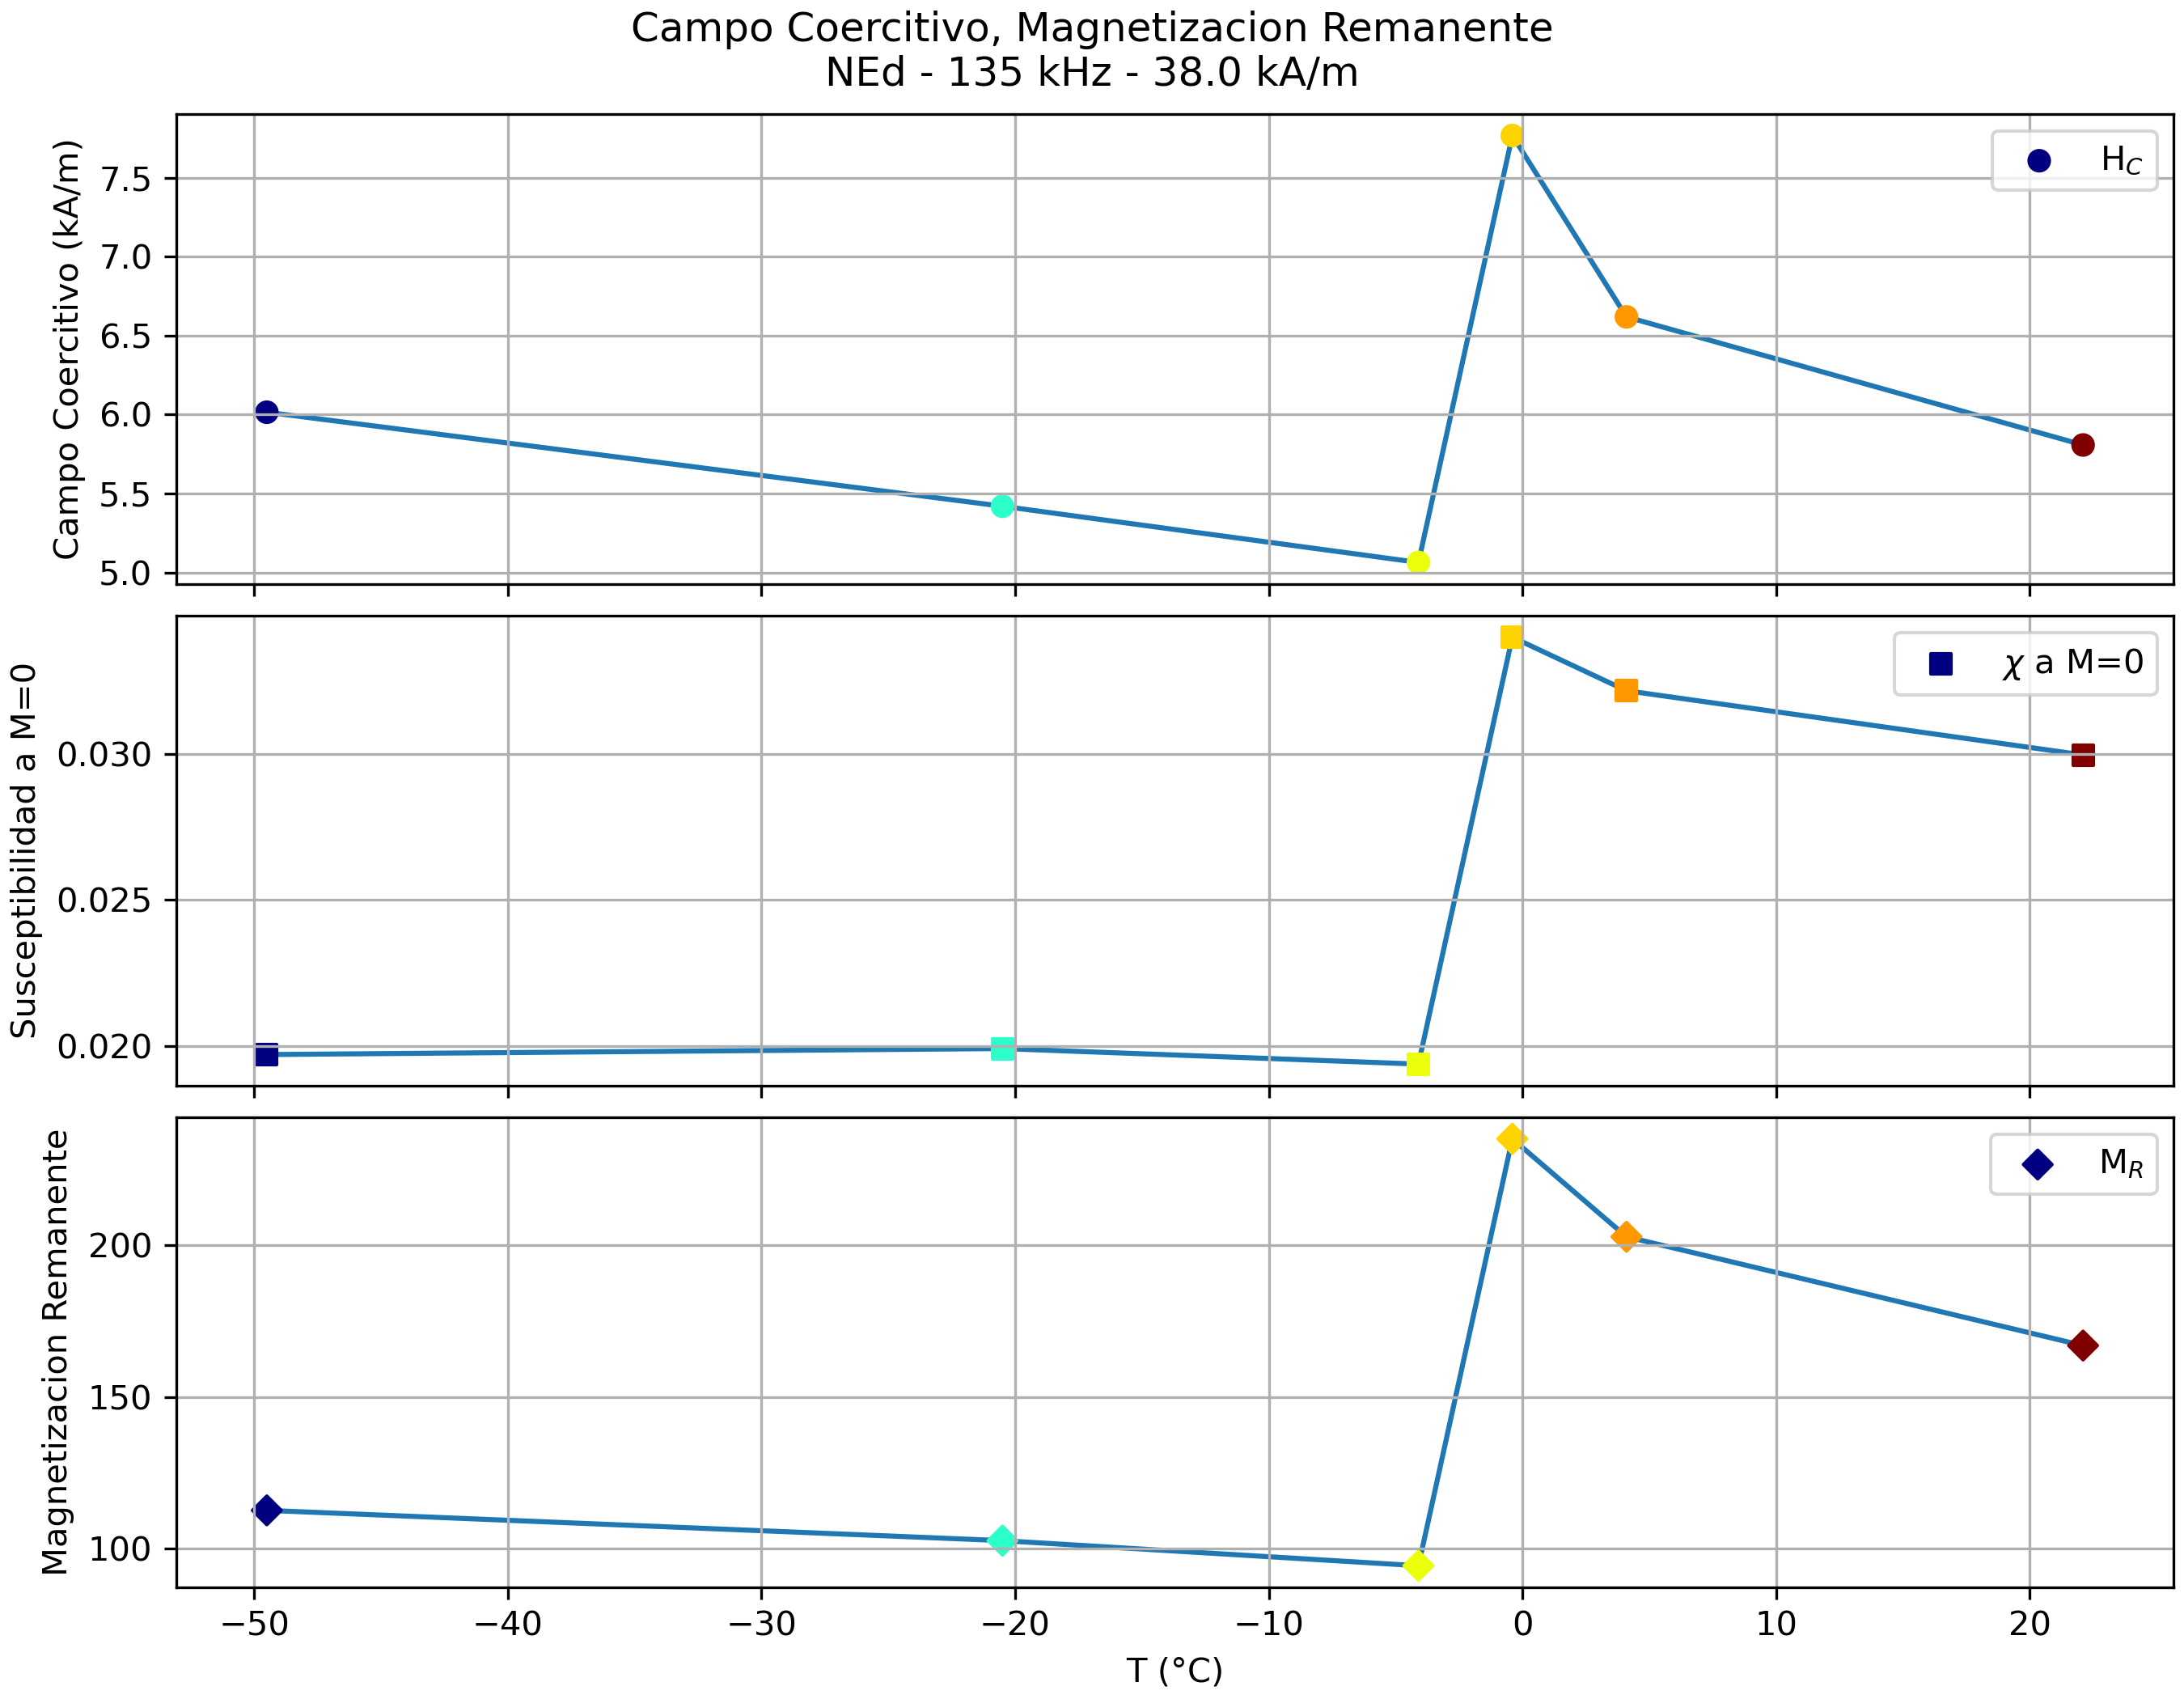 Campo Coercitivo, Magnetizacion Remanente
NEd - 135 kHz - 38.0 kA/m
Campo Coercitivo (kA/m)
7.5
7.0
6.5
6.0
5.5
5.0
H_C
Susceptibilidad a M=0
0.030
0.025
0.020
χ a M=0
Magnetizacion Remanente
200
150
100
M_R
−50 −40 −30 −20 −10 0 10 20
T (°C)